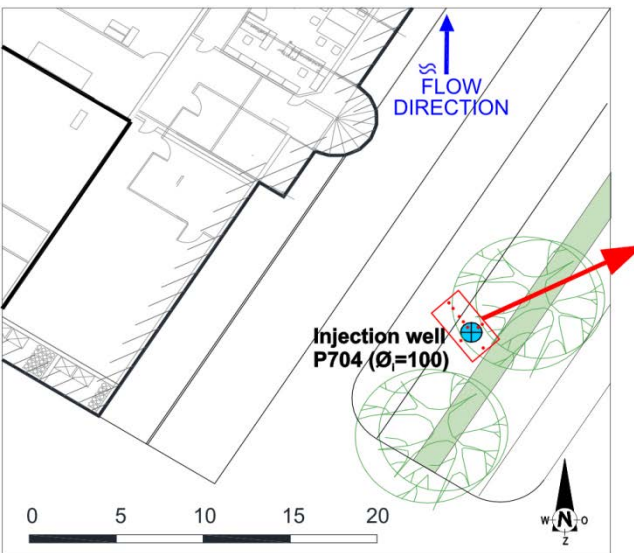 FLOW
DIRECTION
Injection well
P704 (Øᵢ=100)
0 5 10 15 20
N
W O
Z